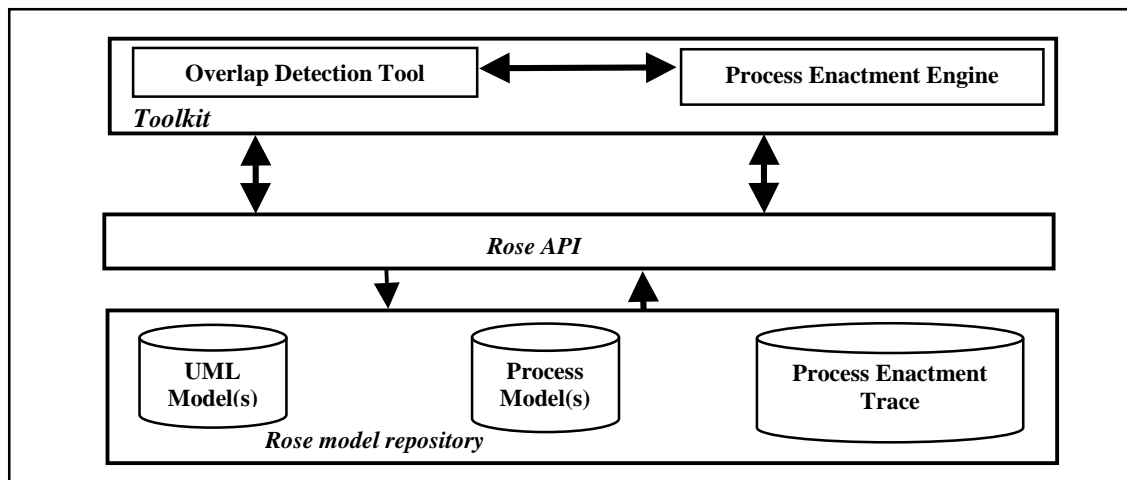 Overlap Detection Tool
Process Enactment Engine
Toolkit
Rose API
UML
Model(s)
Process
Model(s)
Process Enactment
Trace
Rose model repository